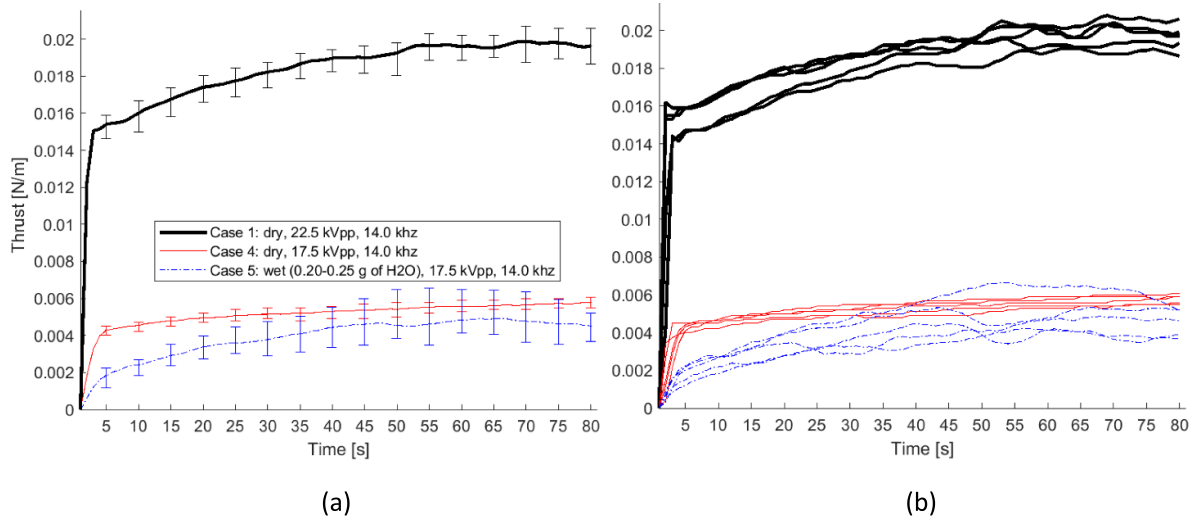 0.02
0.018
0.016
0.014
0.012
0.01
0.008
0.006
0.004
0.002
0
Thrust [N/m]
Case 1: dry, 22.5 kVpp, 14.0 khz
Case 4: dry, 17.5 kVpp, 14.0 khz
Case 5: wet (0.20-0.25 g of H2O), 17.5 kVpp, 14.0 khz
5 10 15 20 25 30 35 40 45 50 55 60 65 70 75 80
Time [s]
(a)
0.02
0.018
0.016
0.014
0.012
0.01
0.008
0.006
0.004
0.002
0
5 10 15 20 25 30 35 40 45 50 55 60 65 70 75 80
Time [s]
(b)